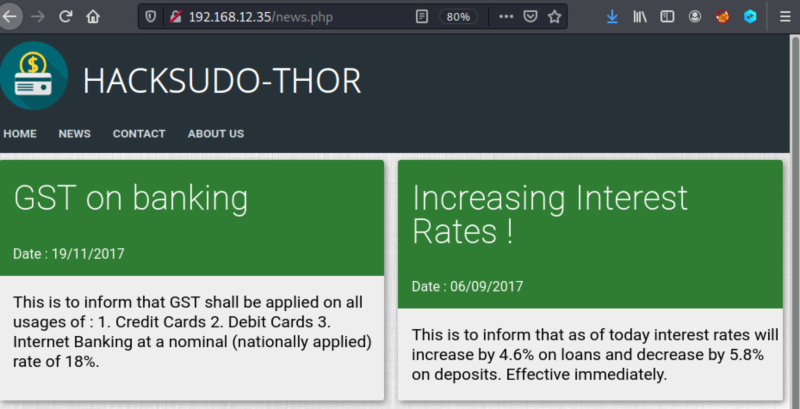 192.168.12.35/news.php 80%
HACKSUDO-THOR
HOME NEWS CONTACT ABOUT US
GST on banking
Date : 19/11/2017
This is to inform that GST shall be applied on all
usages of : 1. Credit Cards 2. Debit Cards 3.
Internet Banking at a nominal (nationally applied)
rate of 18%.
Increasing Interest
Rates !
Date : 06/09/2017
This is to inform that as of today interest rates will
increase by 4.6% on loans and decrease by 5.8%
on deposits. Effective immediately.